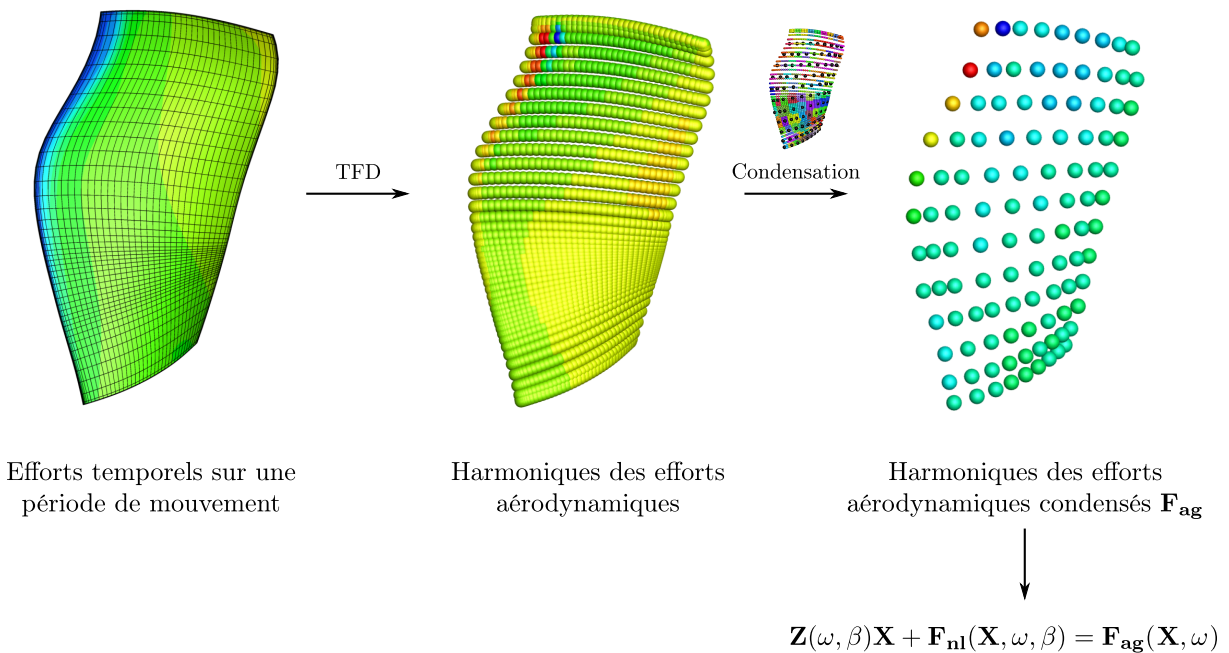 TFD
Condensation
Efforts temporels sur une
période de mouvement
Harmoniques des efforts
aérodynamiques
Harmoniques des efforts
aérodynamiques condensés F_ag
Z(ω, β)X + F_nl(X, ω, β) = F_ag(X, ω)